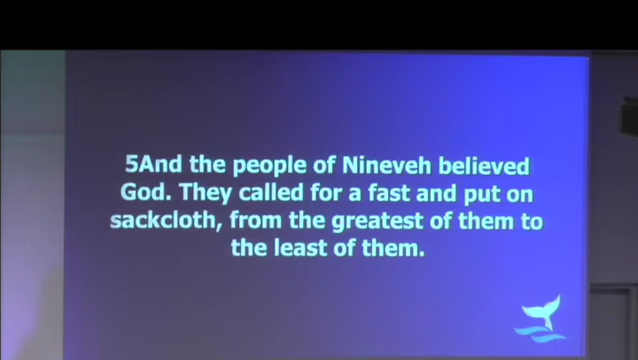 5And the people of Nineveh believed
God. They called for a fast and put on
sackcloth, from the greatest of them to
the least of them.